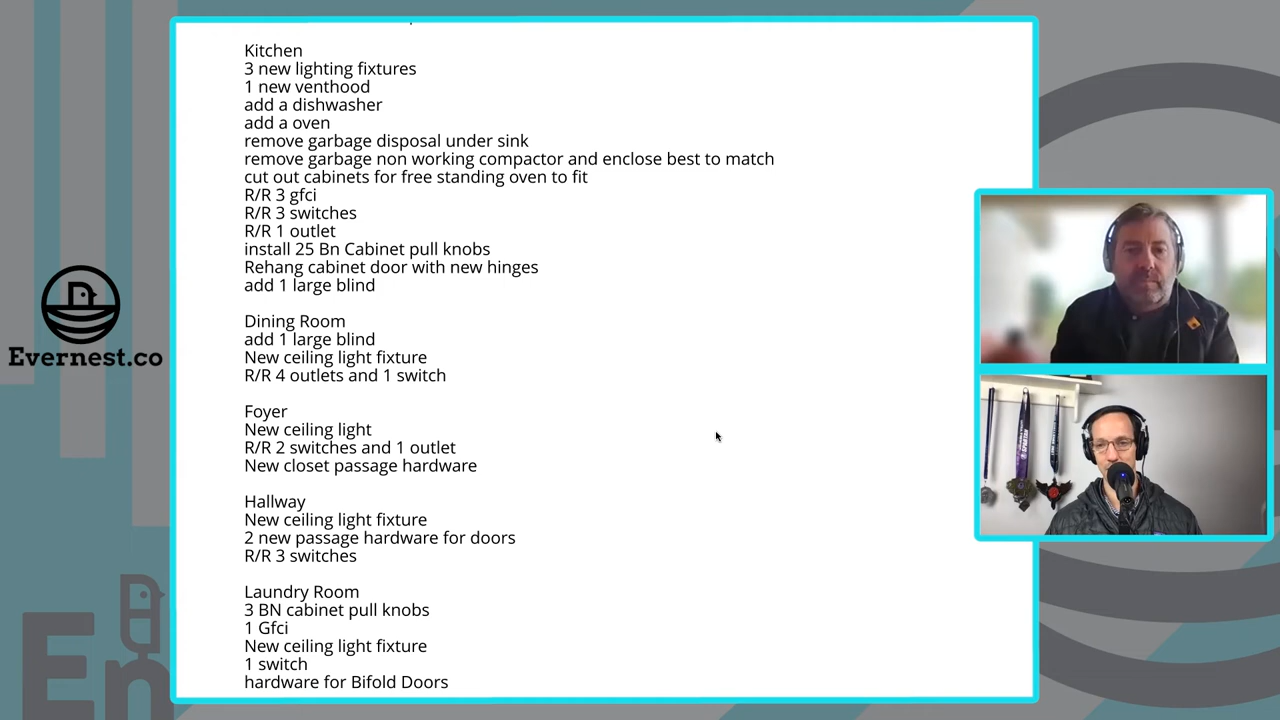 Kitchen
3 new lighting fixtures
1 new venthood
add a dishwasher
add a oven
remove garbage disposal under sink
remove garbage non working compactor and enclose best to match
cut out cabinets for free standing oven to fit
R/R 3 gfci
R/R 3 switches
R/R 1 outlet
install 25 Bn Cabinet pull knobs
Rehang cabinet door with new hinges
add 1 large blind
Dining Room
add 1 large blind
New ceiling light fixture
R/R 4 outlets and 1 switch
Foyer
New ceiling light
R/R 2 switches and 1 outlet
New closet passage hardware
Hallway
New ceiling light fixture
2 new passage hardware for doors
R/R 3 switches
Laundry Room
3 BN cabinet pull knobs
1 Gfci
New ceiling light fixture
1 switch
hardware for Bifold Doors
Evernest.co
En
SPARTAN